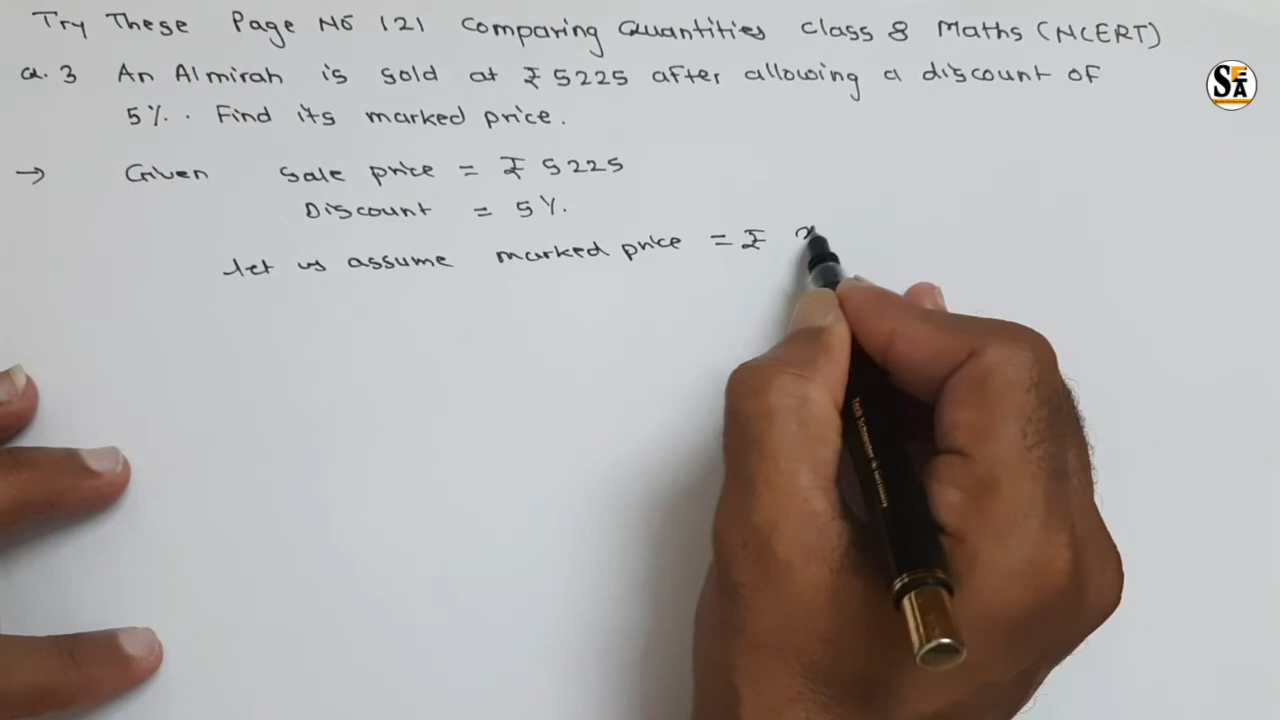 Try These Page No 121 Comparing Quantities Class 8 Maths (NCERT)
Q. 3 An Almirah is sold at ₹ 5225 after allowing a discount of
5%. Find its marked price.
→ Given Sale price = ₹ 5225
Discount = 5%.
let us assume marked price = ₹ x
SFTA